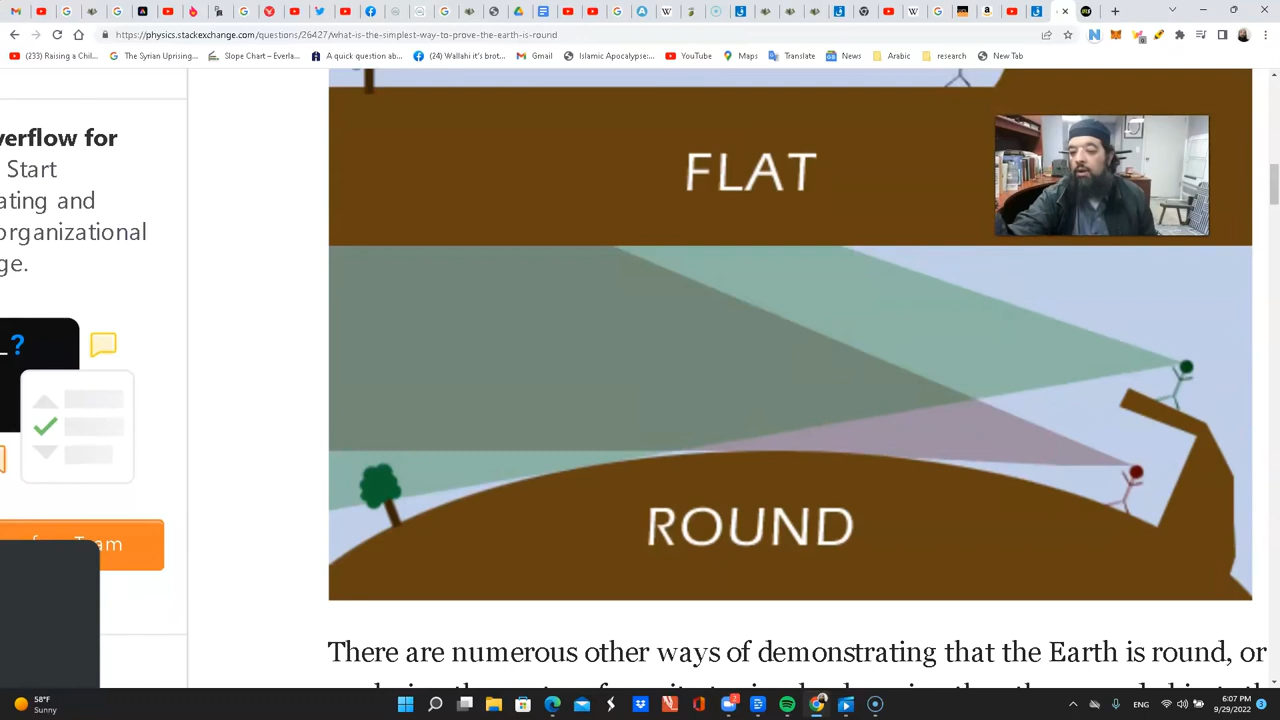 physics.stackexchange.com/questions/26427/what-is-the-simplest-way-to-prove-the-earth-is-round
(233) Raising a Chil...
The Syrian Uprising...
Slope Chart – Everla...
A quick question ab...
(24) Wallahi it's brot...
Gmail
Islamic Apocalypse:...
YouTube
Maps
Translate
News
Arabic
research
New Tab
verflow for
Start
ating and
organizational
ge.
?
am
FLAT
ROUND
There are numerous other ways of demonstrating that the Earth is round, or
58°F
Sunny
ENG
6:07 PM
9/29/2022